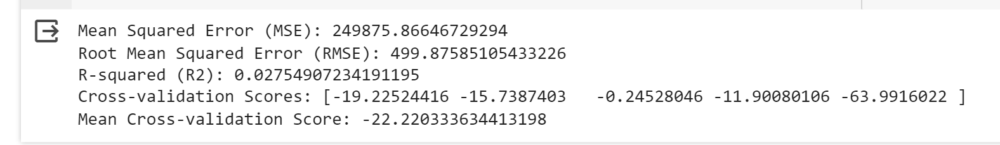 Mean Squared Error (MSE): 249875.86646729294
Root Mean Squared Error (RMSE): 499.87585105433226
R-squared (R2): 0.02754907234191195
Cross-validation Scores: [-19.22524416 -15.7387403   -0.24528046 -11.90080106 -63.9916022 ]
Mean Cross-validation Score: -22.220333634413198